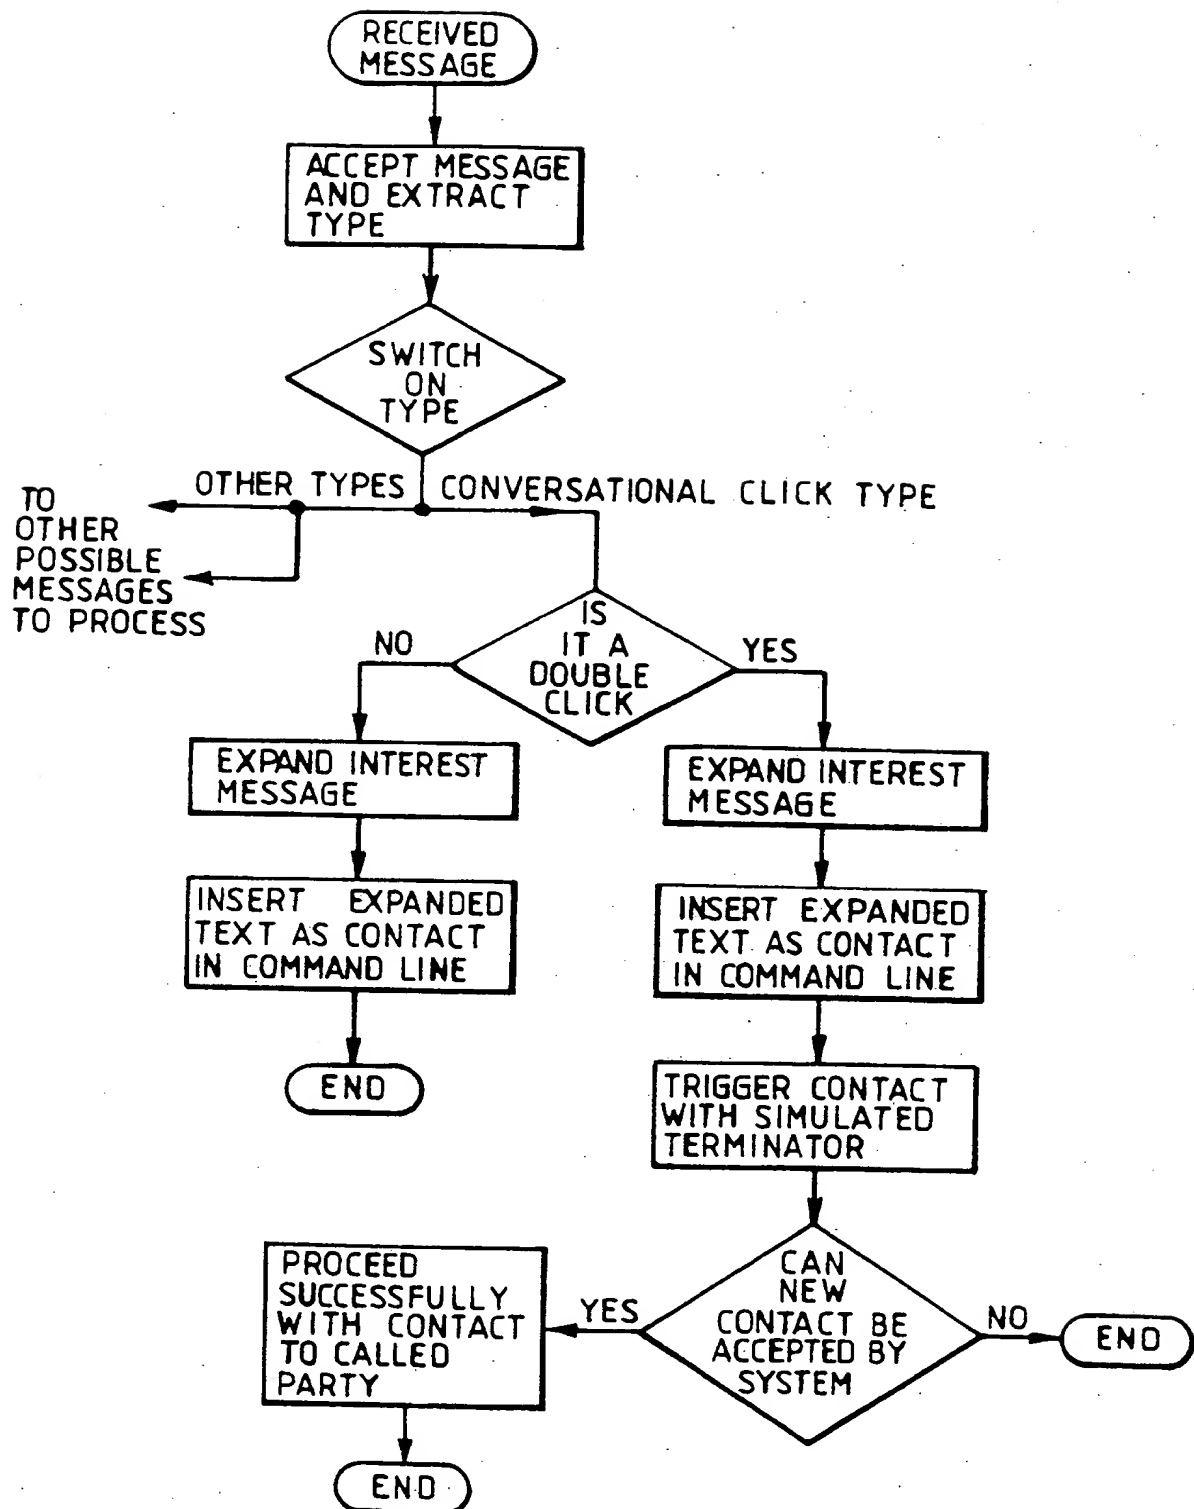 RECEIVED
MESSAGE
ACCEPT MESSAGE
AND EXTRACT
TYPE
SWITCH
ON
TYPE
OTHER TYPES
CONVERSATIONAL CLICK TYPE
TO
OTHER
POSSIBLE
MESSAGES
TO PROCESS
IS
IT A
DOUBLE
CLICK
NO
YES
EXPAND INTEREST
MESSAGE
INSERT EXPANDED
TEXT AS CONTACT
IN COMMAND LINE
END
EXPAND INTEREST
MESSAGE
INSERT EXPANDED
TEXT AS CONTACT
IN COMMAND LINE
TRIGGER CONTACT
WITH SIMULATED
TERMINATOR
CAN
NEW
CONTACT BE
ACCEPTED BY
SYSTEM
YES
NO
END
PROCEED
SUCCESSFULLY
WITH CONTACT
TO CALLED
PARTY
END